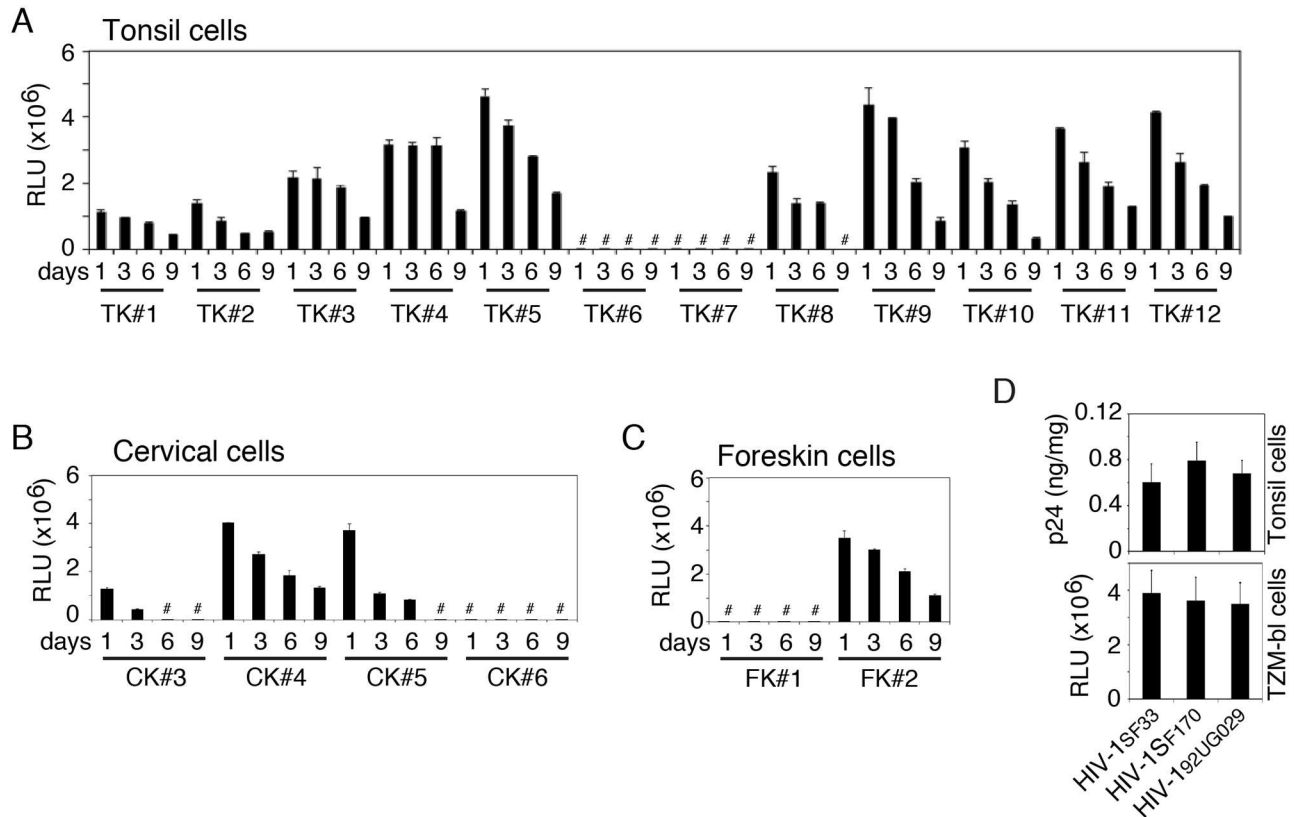 A Tonsil cells
6
4
2
0
RLU (x10⁶)
# # # # # # # # #
days 1 3 6 9 1 3 6 9 1 3 6 9 1 3 6 9 1 3 6 9 1 3 6 9 1 3 6 9 1 3 6 9 1 3 6 9 1 3 6 9 1 3 6 9 1 3 6 9
TK#1 TK#2 TK#3 TK#4 TK#5 TK#6 TK#7 TK#8 TK#9 TK#10 TK#11 TK#12
B Cervical cells
6
4
2
0
RLU (x10⁶)
# # # # # # #
days 1 3 6 9 1 3 6 9 1 3 6 9 1 3 6 9
CK#3 CK#4 CK#5 CK#6
C Foreskin cells
6
4
2
0
RLU (x10⁶)
# # # #
days 1 3 6 9 1 3 6 9
FK#1 FK#2
D
0.12
0.8
0.4
0
p24 (ng/mg)
Tonsil cells
4
2
0
RLU (x10⁶)
TZM-bl cells
HIV-1SF33
HIV-1SF170
HIV-192UG029